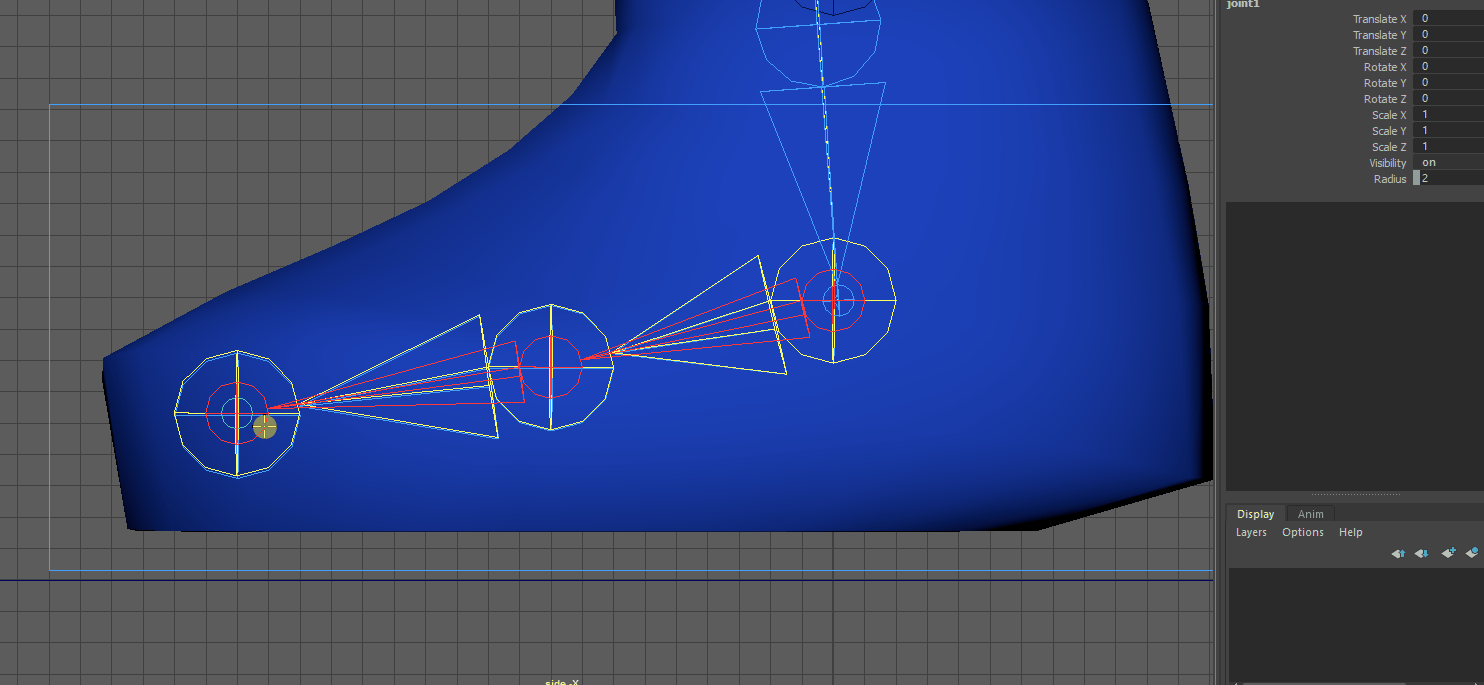 joint1
Translate X 0
Translate Y 0
Translate Z 0
Rotate X 0
Rotate Y 0
Rotate Z 0
Scale X 1
Scale Y 1
Scale Z 1
Visibility on
Radius 2
Display Anim
Layers Options Help
side -X